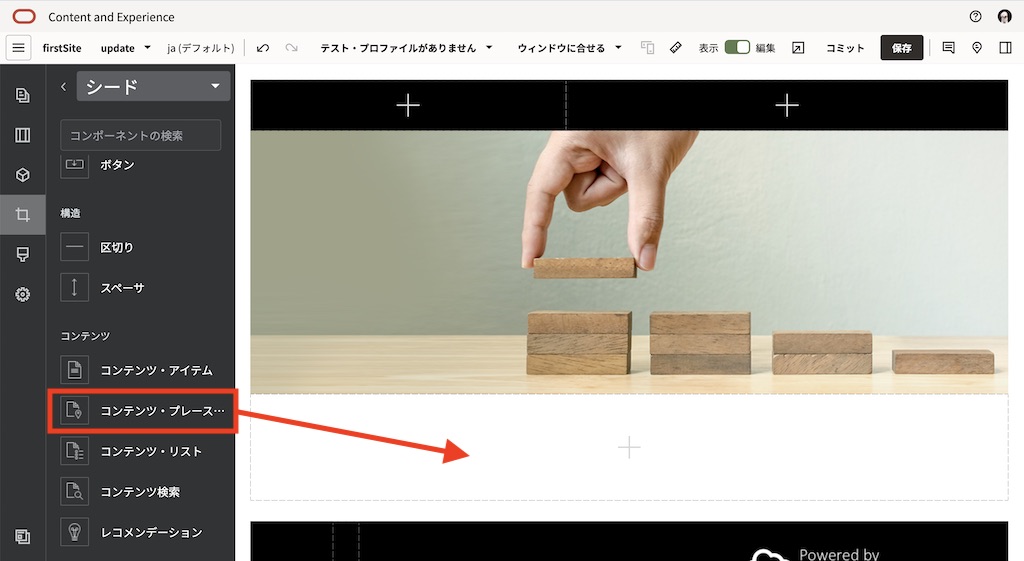 Content and Experience
firstSite
update
ja (デフォルト)
テスト・プロファイルがありません
ウィンドウに合せる
表示
編集
コミット
保存
シード
コンポーネントの検索
ボタン
構造
区切り
スペーサ
コンテンツ
コンテンツ・アイテム
コンテンツ・プレース…
コンテンツ・リスト
コンテンツ検索
レコメンデーション
Powered by